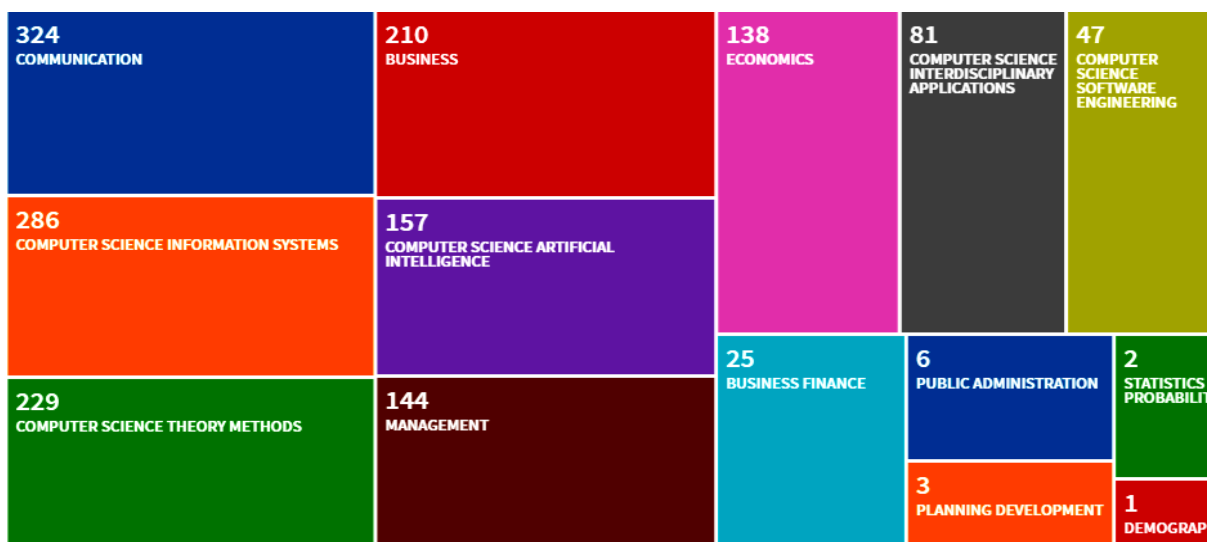 324
COMMUNICATION
210
BUSINESS
138
ECONOMICS
81
COMPUTER SCIENCE
INTERDISCIPLINARY
APPLICATIONS
47
COMPUTER
SCIENCE
SOFTWARE
ENGINEERING
286
COMPUTER SCIENCE INFORMATION SYSTEMS
157
COMPUTER SCIENCE ARTIFICIAL
INTELLIGENCE
229
COMPUTER SCIENCE THEORY METHODS
144
MANAGEMENT
25
BUSINESS FINANCE
6
PUBLIC ADMINISTRATION
2
STATISTICS
PROBABILIT
3
PLANNING DEVELOPMENT
1
DEMOGRAP